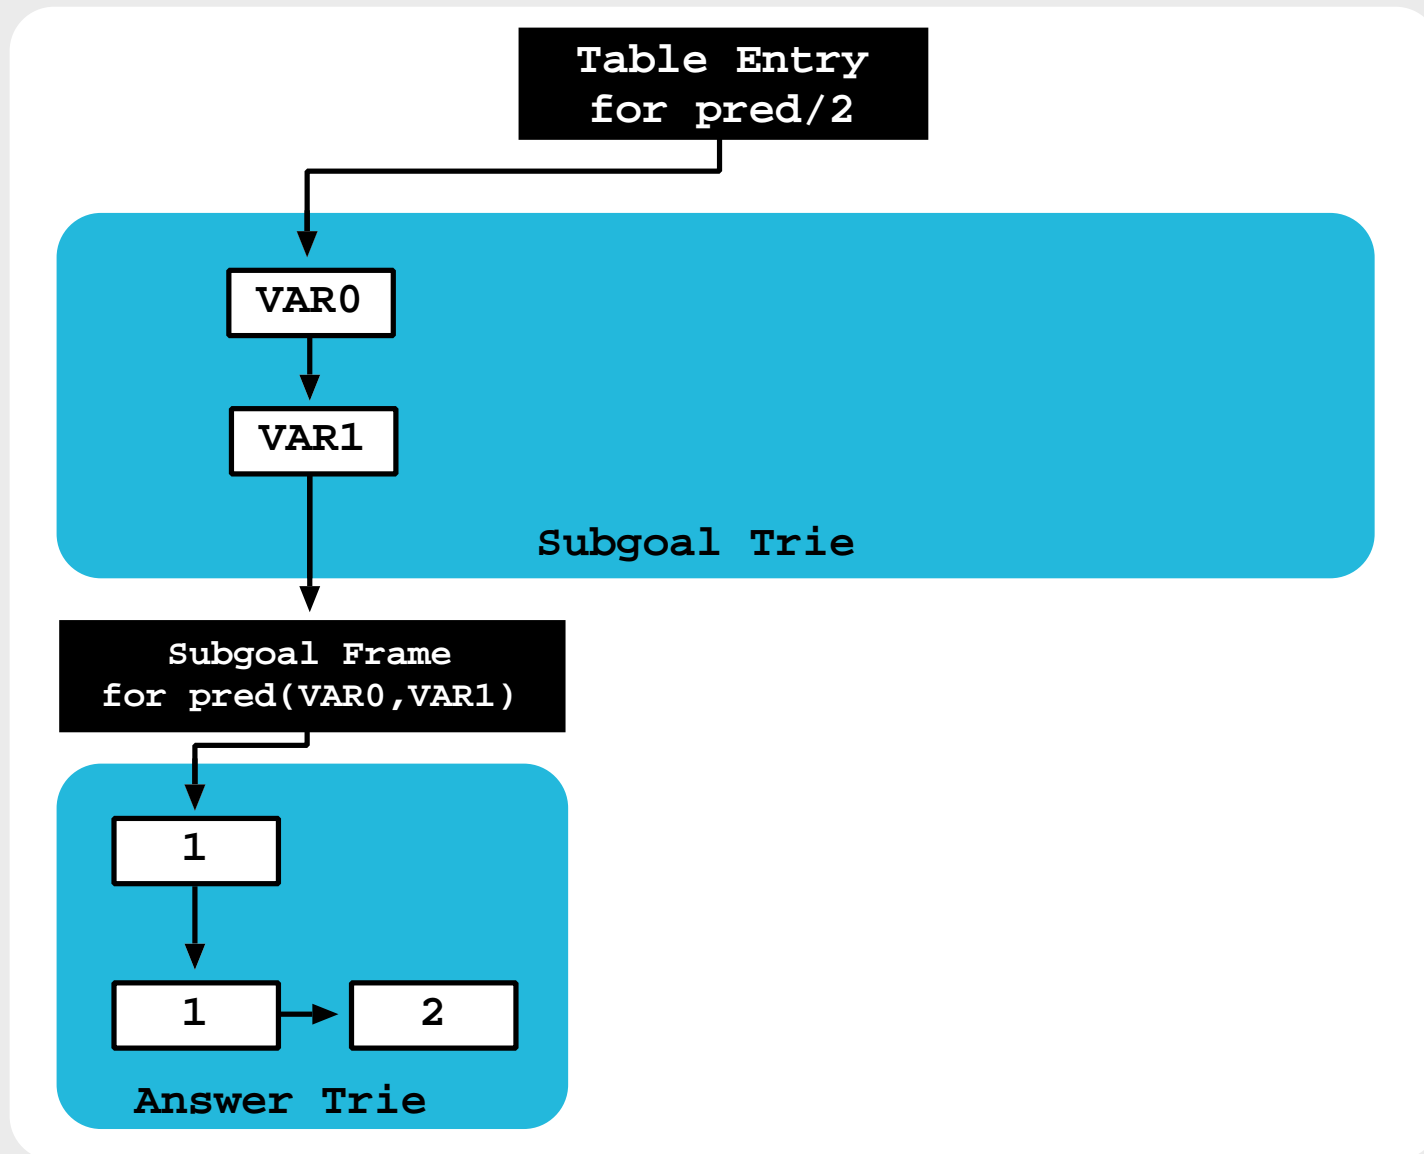 Table Entry
for pred/2
VAR0
VAR1
Subgoal Trie
Subgoal Frame
for pred(VAR0,VAR1)
1
1 2
Answer Trie